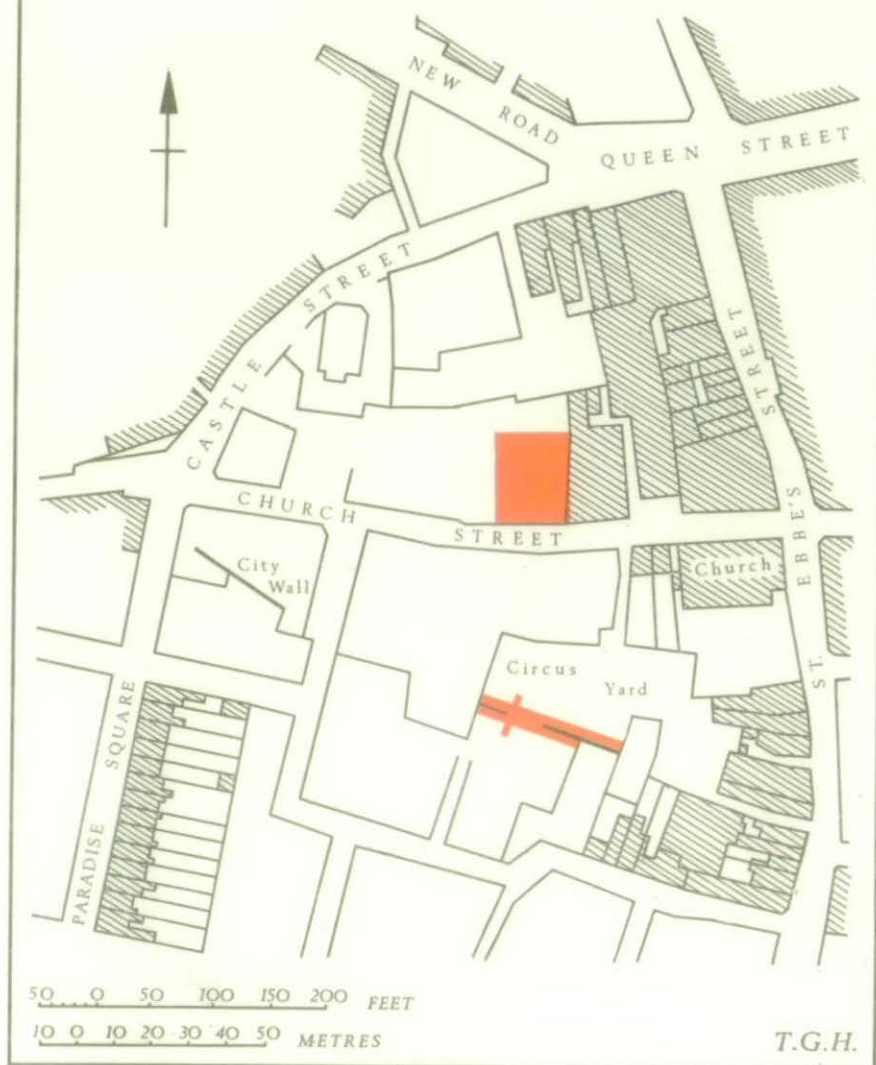 NEW ROAD
QUEEN STREET
CASTLE STREET
STREET
CHURCH STREET
City
Wall
Church
ST. EBBE'S
Circus
Yard
PARADISE SQUARE
50 0 50 100 150 200 FEET
10 0 10 20 30 40 50 METRES
T.G.H.